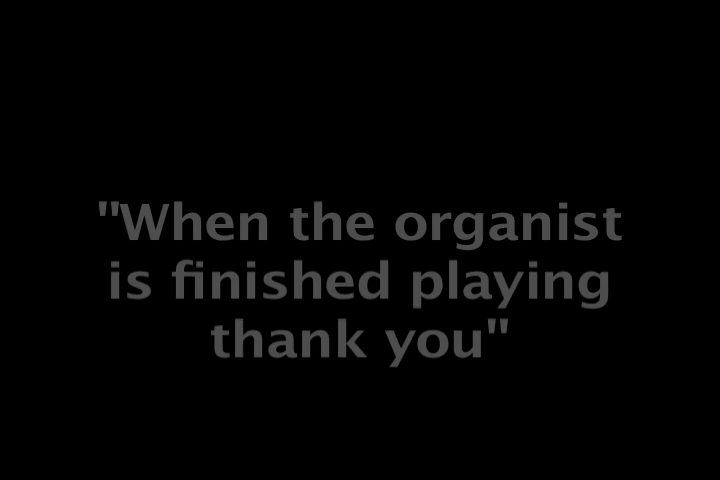 "When the organist
is finished playing
thank you"